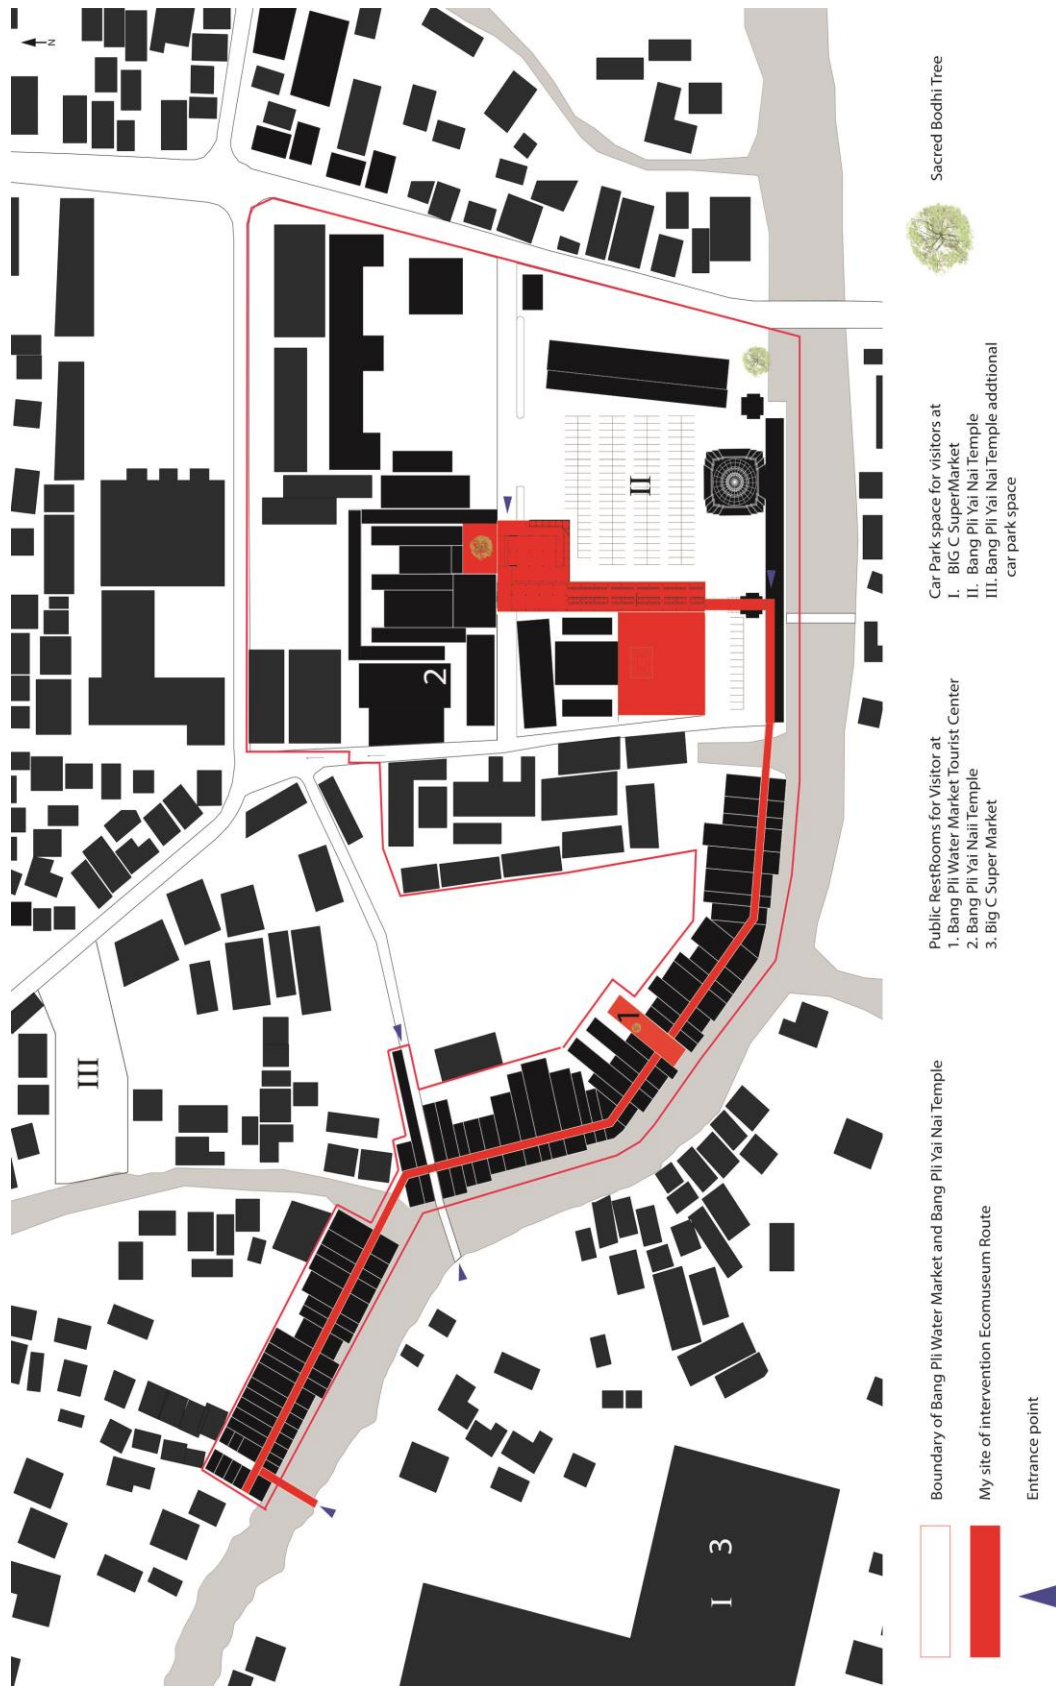 N
III
II
2
1
I 3
Boundary of Bang Pli Water Market and Bang Pli Yai Nai Temple
My site of intervention Ecomuseum Route
Entrance point
Public RestRooms for Visitor at
1. Bang Pli Water Market Tourist Center
2. Bang Pli Yai Naii Temple
3. Big C Super Market
Car Park space for visitors at
I. BIG C SuperMarket
II. Bang Pli Yai Nai Temple
III. Bang Pli Yai Nai Temple addtional
car park space
Sacred Bodhi Tree